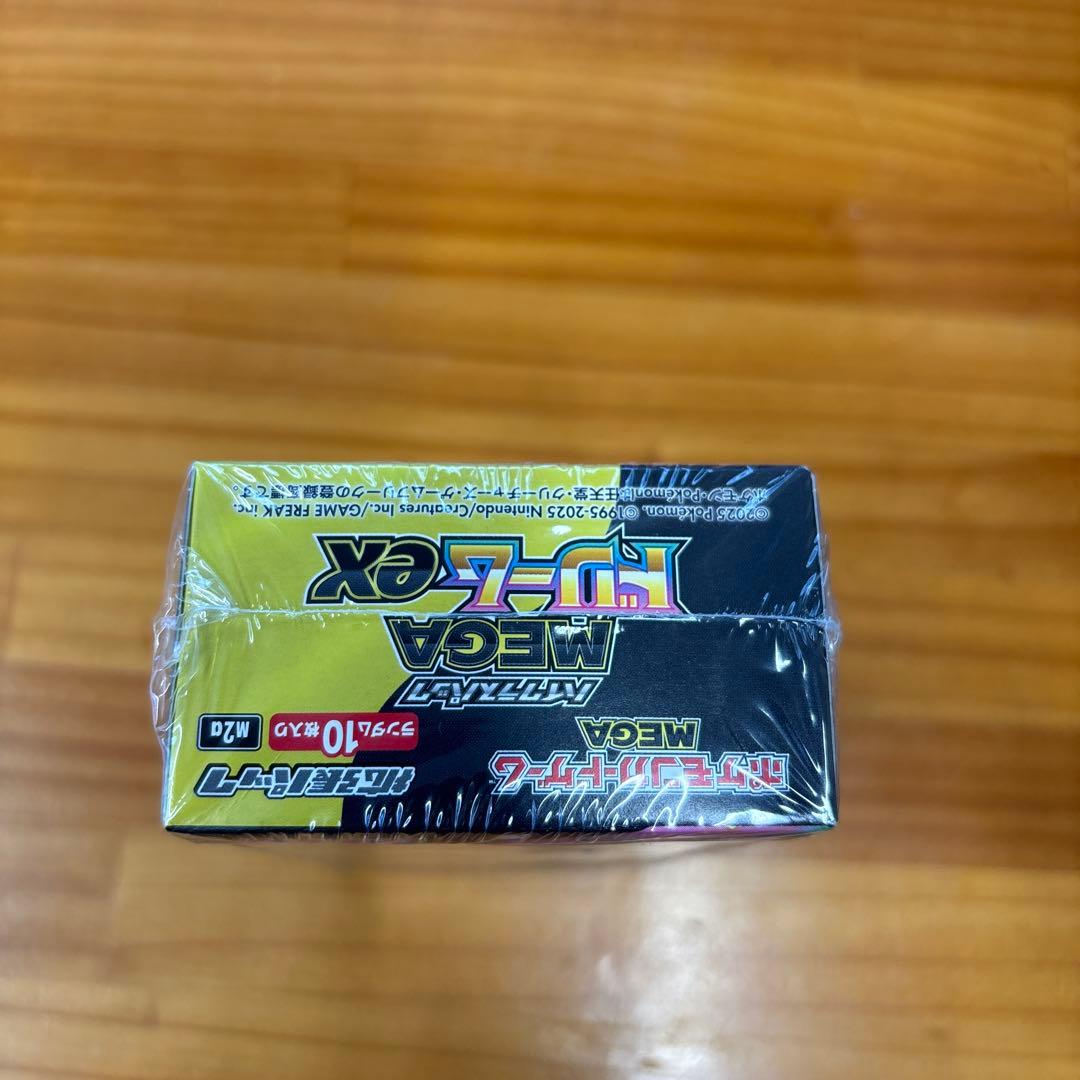 ポケモンカードゲーム
MEGA
拡張パック
ランダム10枚入り
M2a
ハイクラスパック
MEGA
ドリームex
©2025 Pokémon. ©1995-2025 Nintendo/Creatures Inc./GAME FREAK inc.
ポケモン・Pokémonは任天堂・クリーチャーズ・ゲームフリークの登録商標です。